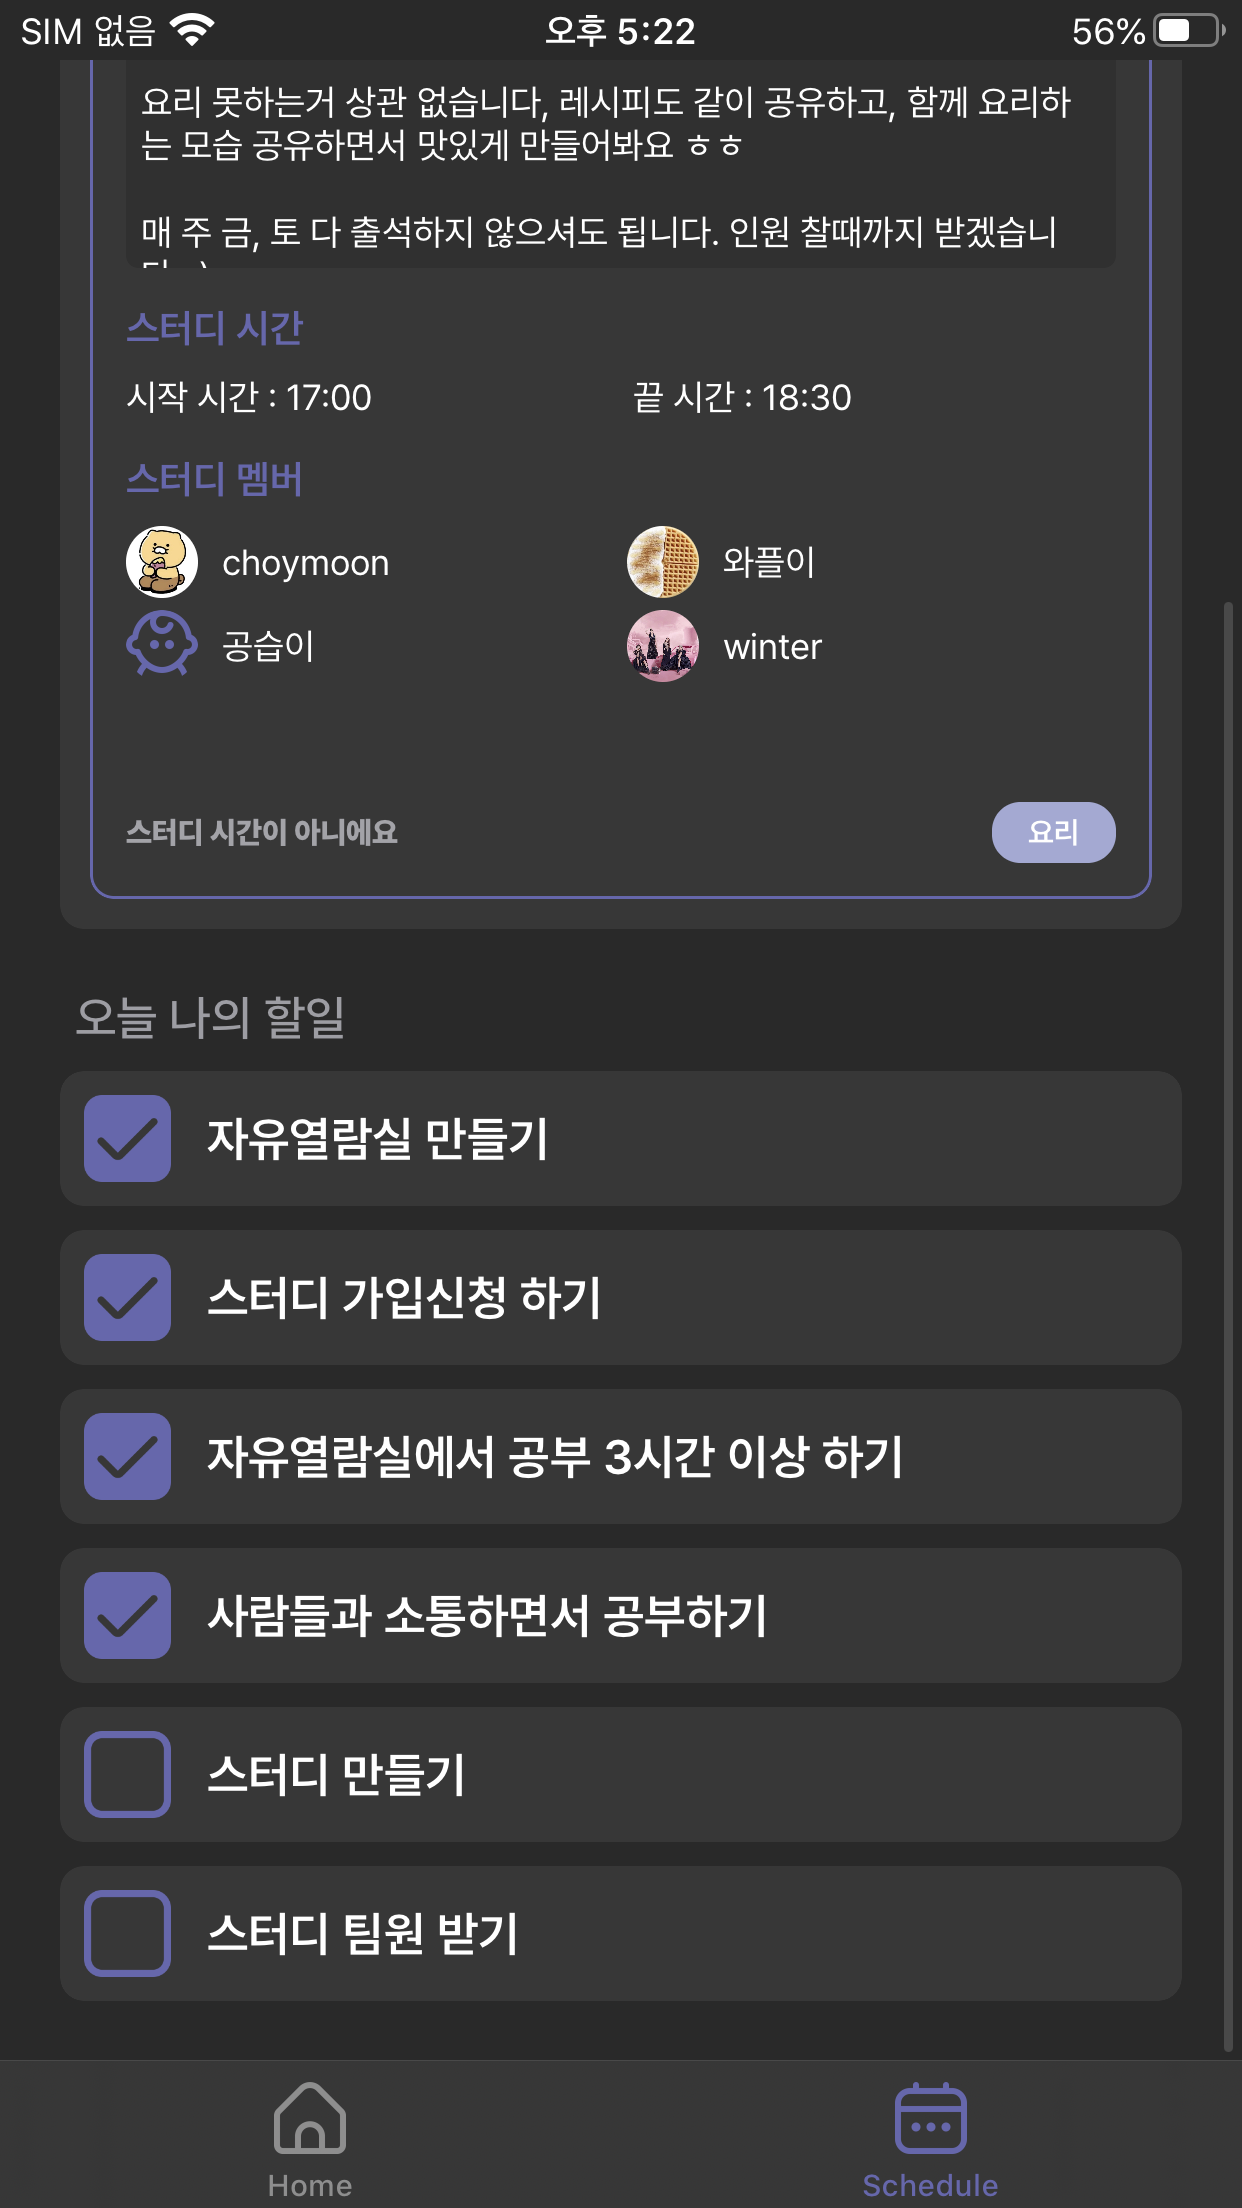 SIM 없음 오후 5:22 56%
요리 못하는거 상관 없습니다, 레시피도 같이 공유하고, 함께 요리하
는 모습 공유하면서 맛있게 만들어봐요 ㅎㅎ
매 주 금, 토 다 출석하지 않으셔도 됩니다. 인원 찰때까지 받겠습니
스터디 시간
시작 시간 : 17:00 끝 시간 : 18:30
스터디 멤버
choymoon 와플이
공습이 winter
스터디 시간이 아니에요 요리
오늘 나의 할일
자유열람실 만들기
스터디 가입신청 하기
자유열람실에서 공부 3시간 이상 하기
사람들과 소통하면서 공부하기
스터디 만들기
스터디 팀원 받기
Home Schedule